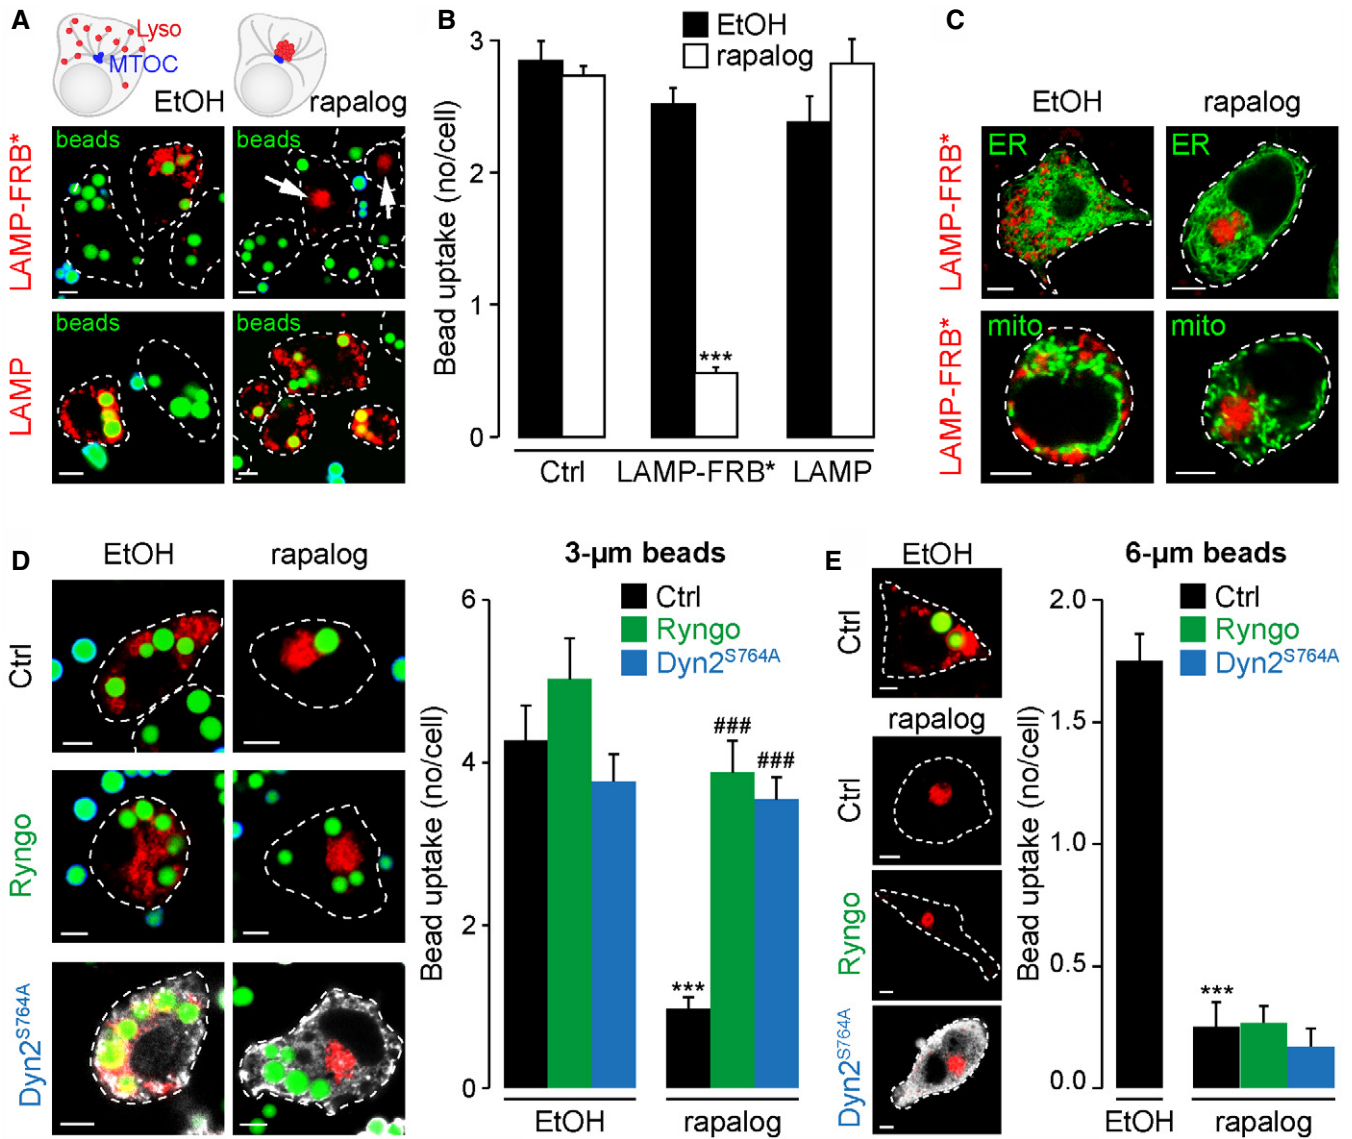 A
Lyso
MTOC
EtOH
rapalog
LAMP-FRB*
beads
beads
LAMP
beads
beads
B
EtOH
rapalog
Bead uptake (no/cell)
3
2
1
0
***
Ctrl
LAMP-FRB*
LAMP
C
EtOH
rapalog
LAMP-FRB*
ER
ER
LAMP-FRB*
mito
mito
D
EtOH
rapalog
Ctrl
Ryngo
Dyn2S764A
3-µm beads
Ctrl
Ryngo
Dyn2S764A
Bead uptake (no/cell)
6
4
2
0
***
###
###
EtOH
rapalog
E
EtOH
Ctrl
rapalog
Ctrl
Ryngo
Dyn2S764A
6-µm beads
Ctrl
Ryngo
Dyn2S764A
Bead uptake (no/cell)
2.0
1.5
1.0
0.5
0.0
***
EtOH
rapalog